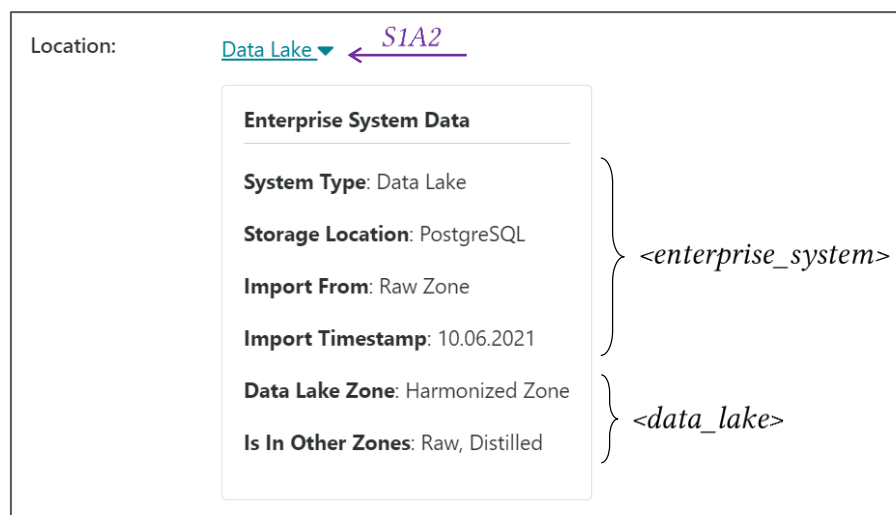 Location:
Data Lake
S1A2
Enterprise System Data
System Type: Data Lake
Storage Location: PostgreSQL
Import From: Raw Zone
Import Timestamp: 10.06.2021
<enterprise_system>
Data Lake Zone: Harmonized Zone
Is In Other Zones: Raw, Distilled
<data_lake>